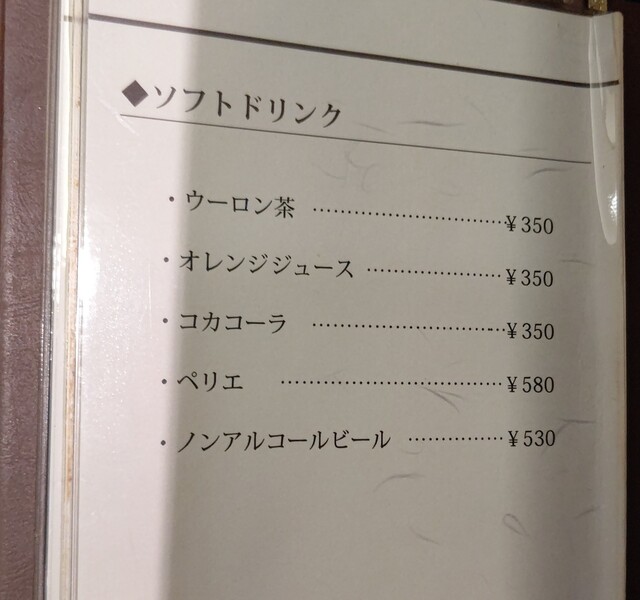 ◆ソフトドリンク
・ウーロン茶 ……………………¥350
・オレンジジュース ………………¥350
・コカコーラ ……………………¥350
・ペリエ ………………………¥580
・ノンアルコールビール …………¥530